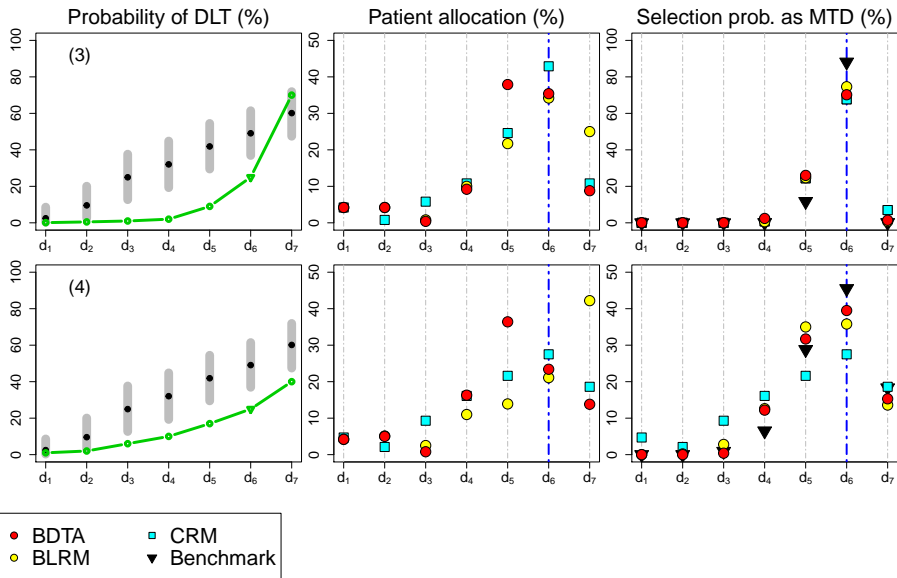 Probability of DLT (%)
Patient allocation (%)
Selection prob. as MTD (%)
(3)
100
80
60
40
20
0
d1 d2 d3 d4 d5 d6 d7
50
40
30
20
10
0
d1 d2 d3 d4 d5 d6 d7
100
80
60
40
20
0
d1 d2 d3 d4 d5 d6 d7
(4)
100
80
60
40
20
0
d1 d2 d3 d4 d5 d6 d7
50
40
30
20
10
0
d1 d2 d3 d4 d5 d6 d7
50
40
30
20
10
0
d1 d2 d3 d4 d5 d6 d7
BDTA
BLRM
CRM
Benchmark